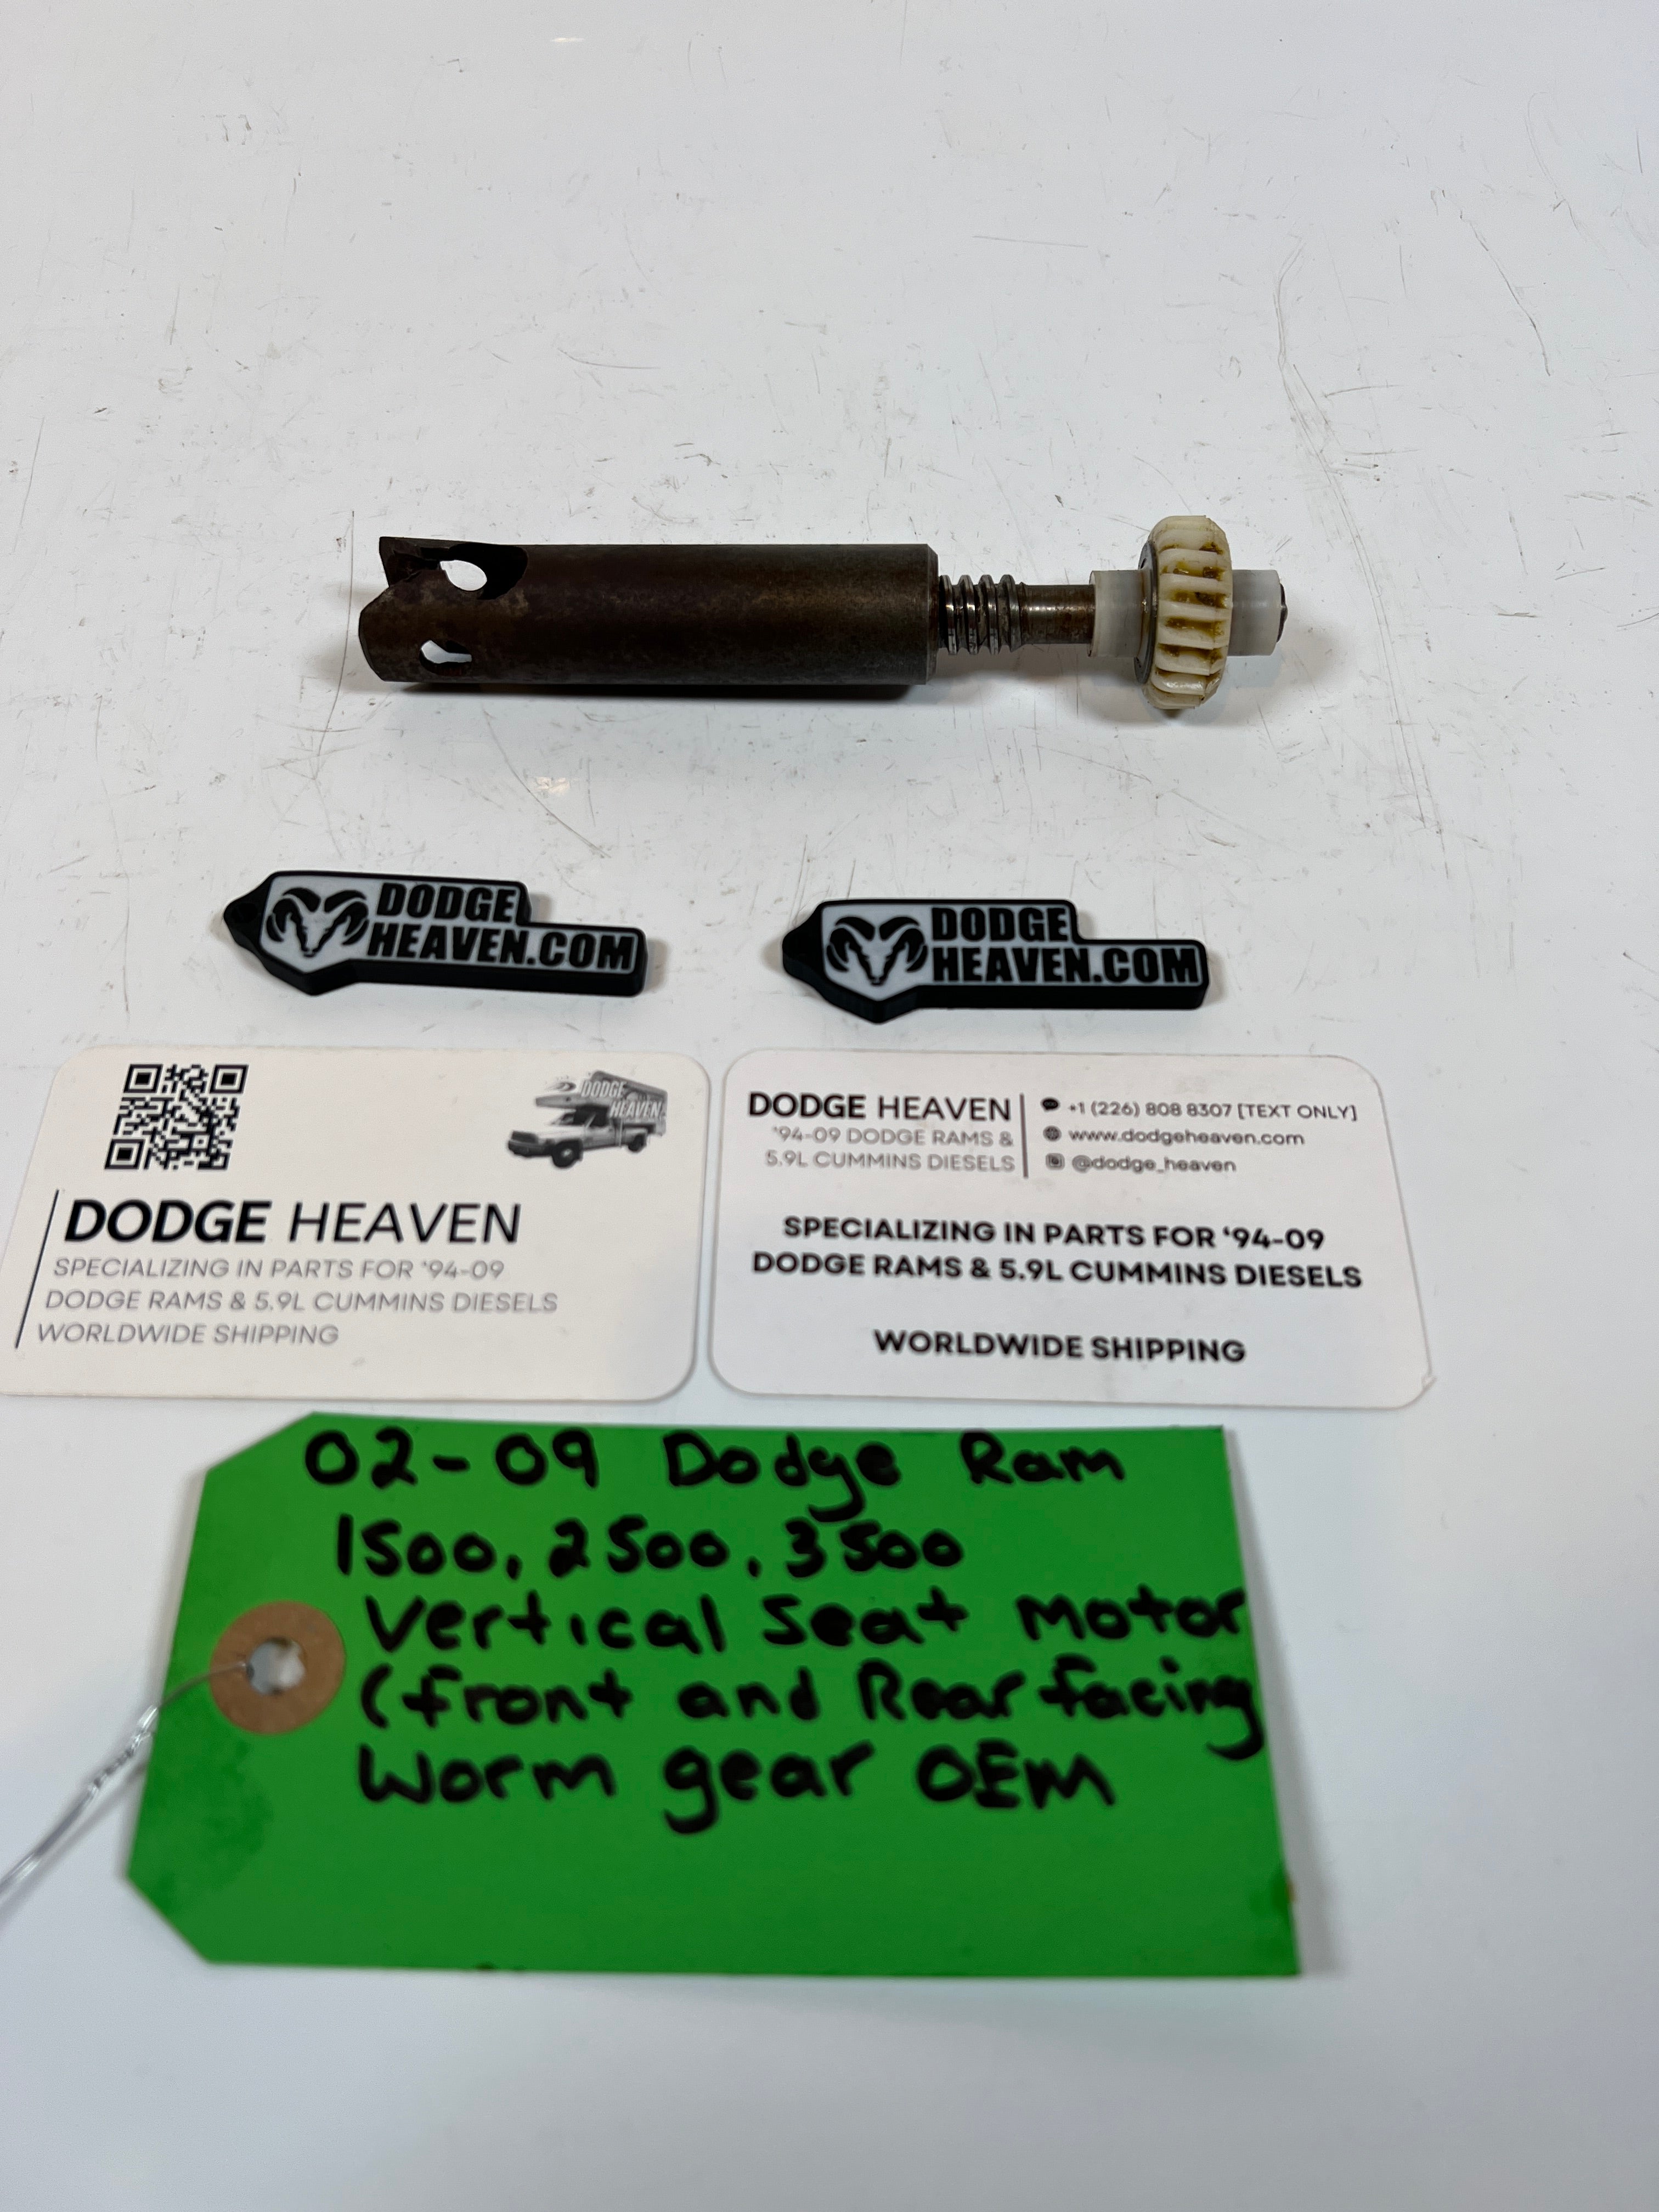 DODGE
HEAVEN.COM
DODGE
HEAVEN.COM
DODGE
HEAVEN
DODGE HEAVEN
SPECIALIZING IN PARTS FOR '94-09
DODGE RAMS & 5.9L CUMMINS DIESELS
WORLDWIDE SHIPPING
DODGE HEAVEN
'94-09 DODGE RAMS &
5.9L CUMMINS DIESELS
+1 (226) 808 8307 [TEXT ONLY]
www.dodgeheaven.com
@dodge_heaven
SPECIALIZING IN PARTS FOR '94-09
DODGE RAMS & 5.9L CUMMINS DIESELS
WORLDWIDE SHIPPING
02-09 Dodge Ram
1500, 2500, 3500
Vertical Seat Motor
(front and Rear facing
Worm gear OEM